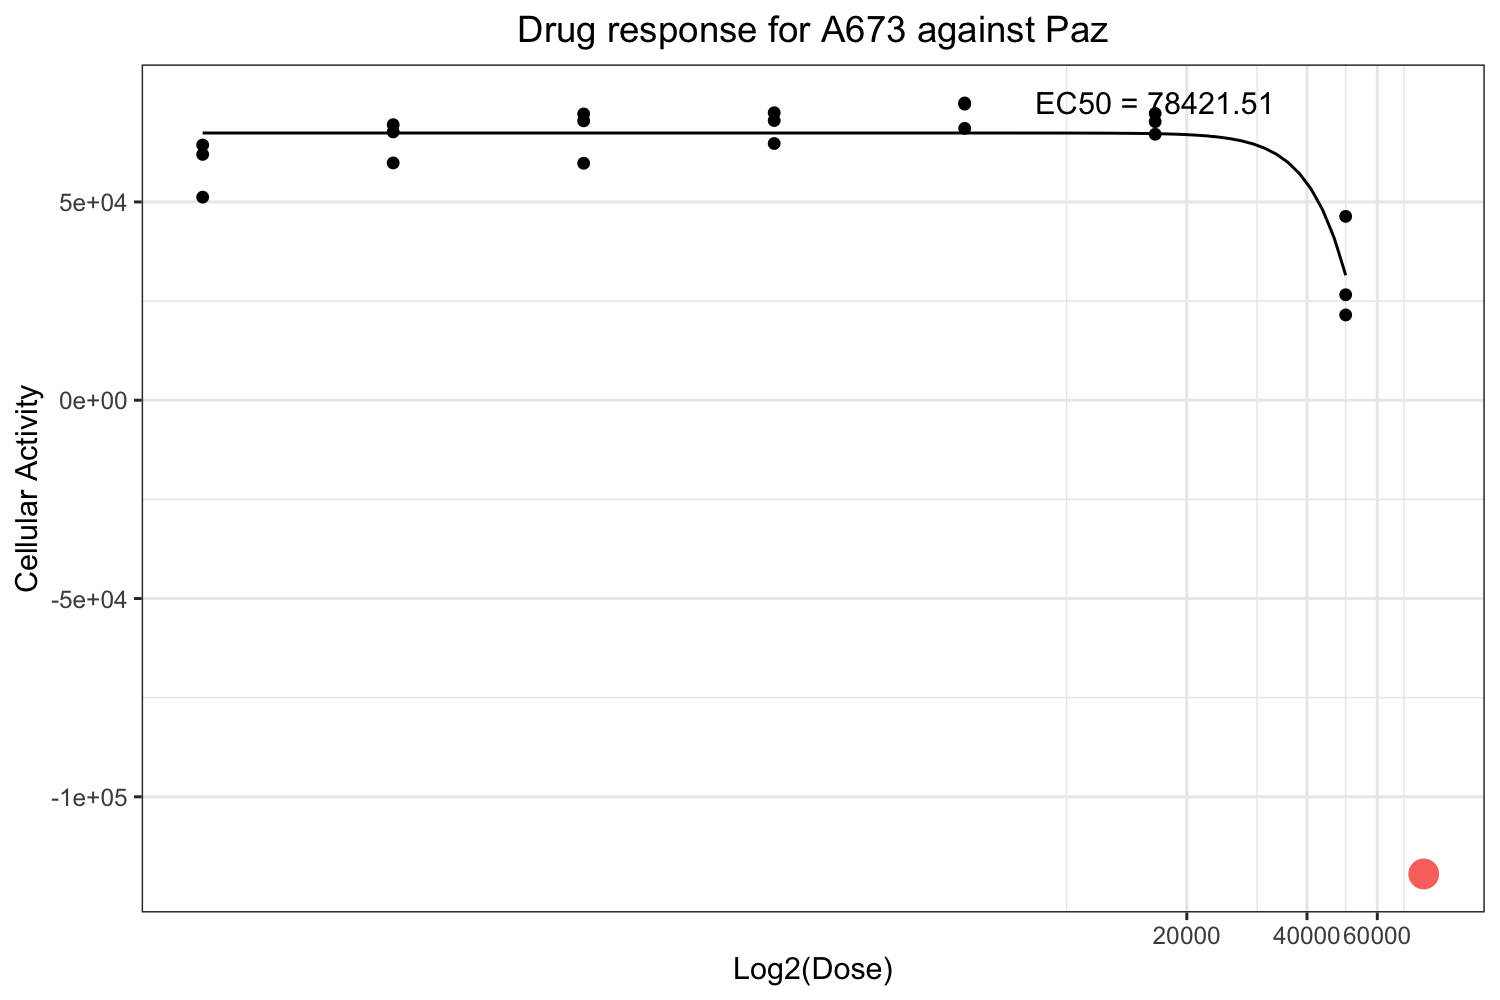 Drug response for A673 against Paz
EC50 = 78421.51
5e+04
0e+00
-5e+04
-1e+05
Cellular Activity
20000
40000
60000
Log2(Dose)